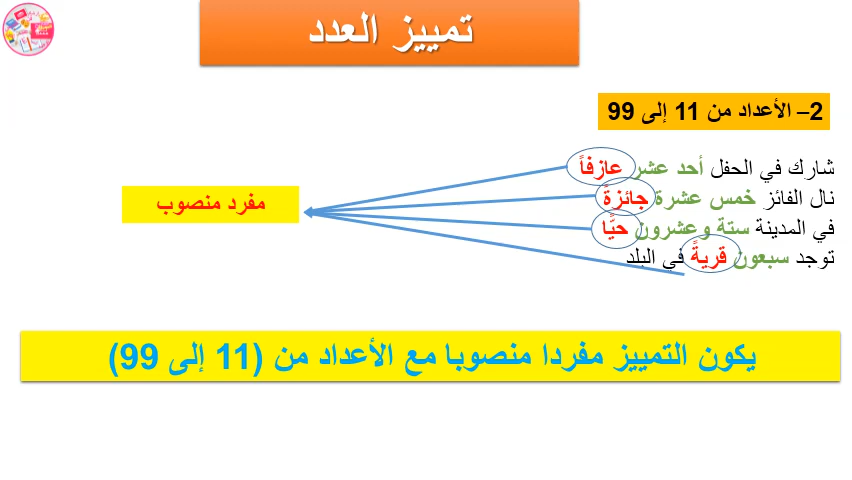 تمييز العدد
2– الأعداد من 11 إلى 99
شارك في الحفل أحد عشر عازفاً
نال الفائز خمس عشرة جائزةً
في المدينة ستة وعشرون حيًّا
توجد سبعون قريةً في البلد
مفرد منصوب
يكون التمييز مفردا منصوبا مع الأعداد من (11 إلى 99)